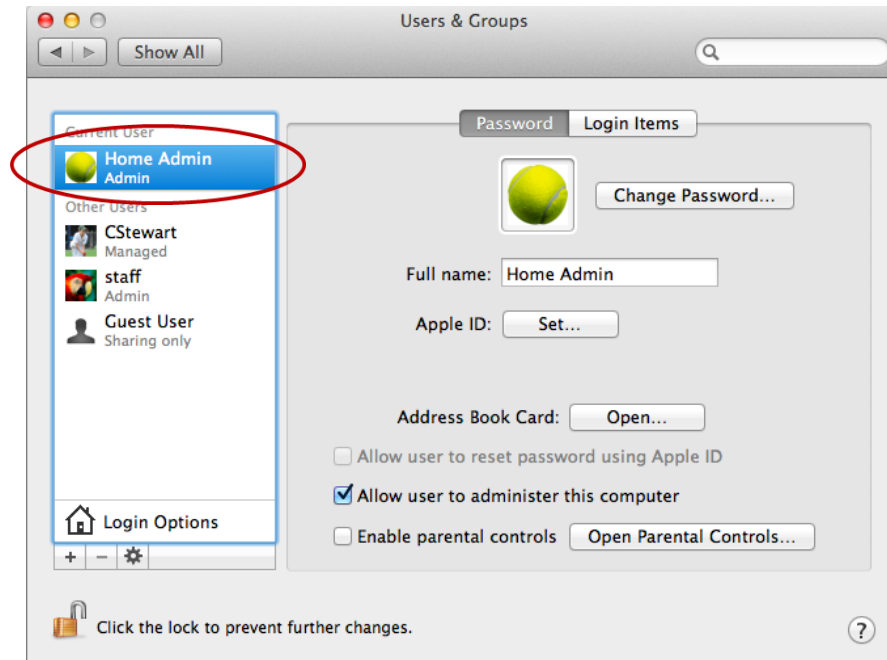 Users & Groups
Show All
Current User
Home Admin
Admin
Other Users
CStewart
Managed
staff
Admin
Guest User
Sharing only
Login Options
+ −
Password Login Items
Change Password...
Full name: Home Admin
Apple ID: Set...
Address Book Card: Open...
Allow user to reset password using Apple ID
Allow user to administer this computer
Enable parental controls Open Parental Controls...
Click the lock to prevent further changes.
?